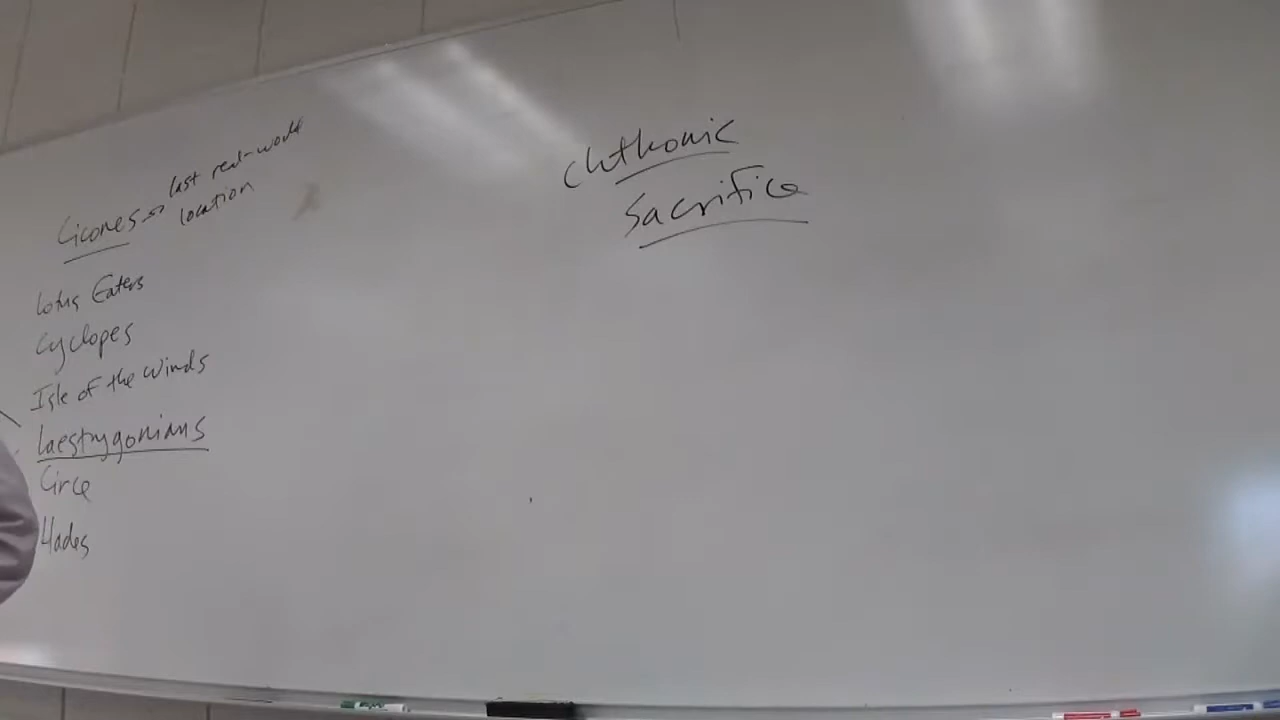 Cicones → last real-world
location
Lotus Eaters
Cyclopes
Isle of the Winds
Laestrygonians
Circe
Hades
Chthonic
Sacrifice